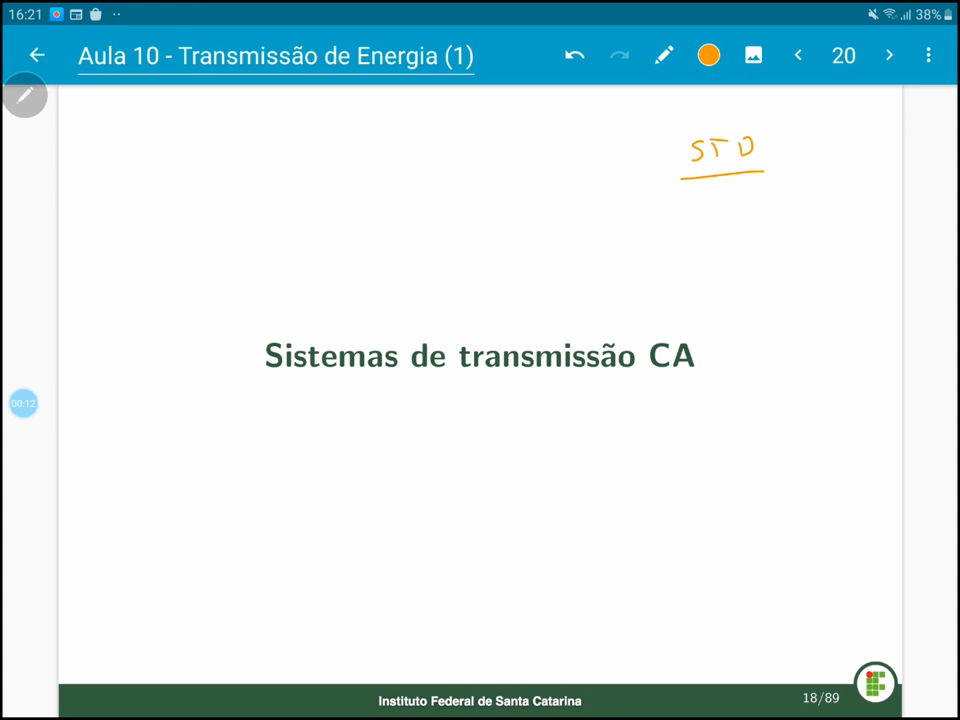 16:21 38%
Aula 10 - Transmissão de Energia (1) 20
STD
Sistemas de transmissão CA
00:12
Instituto Federal de Santa Catarina 18/89